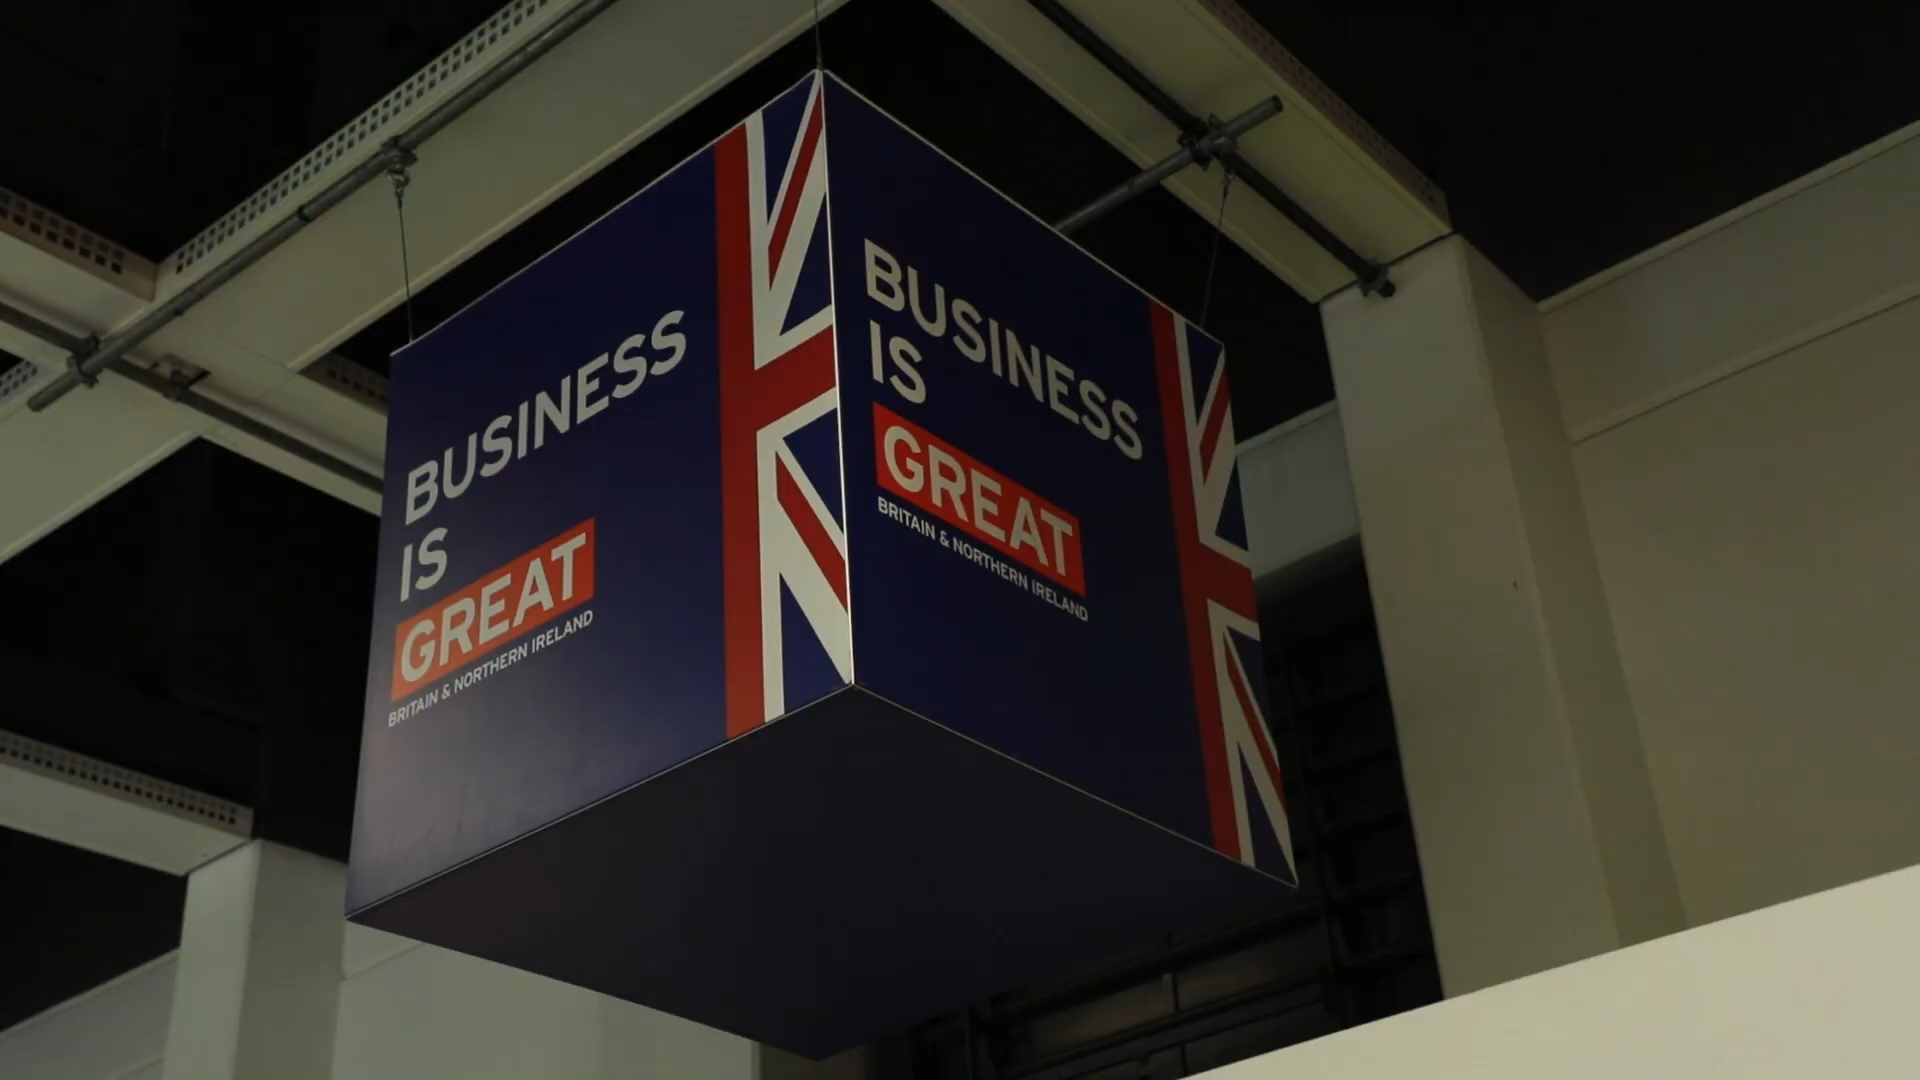 BUSINESS
IS
GREAT
BRITAIN & NORTHERN IRELAND
BUSINESS
IS
GREAT
BRITAIN & NORTHERN IRELAND